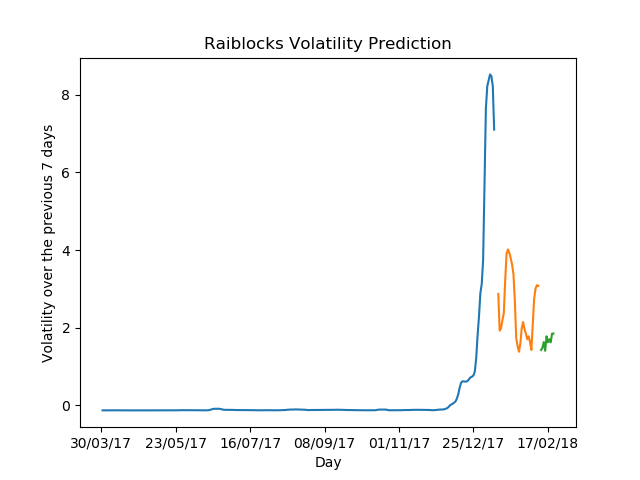 Raiblocks Volatility Prediction
Volatility over the previous 7 days
8
6
4
2
0
30/03/17 23/05/17 16/07/17 08/09/17 01/11/17 25/12/17 17/02/18
Day